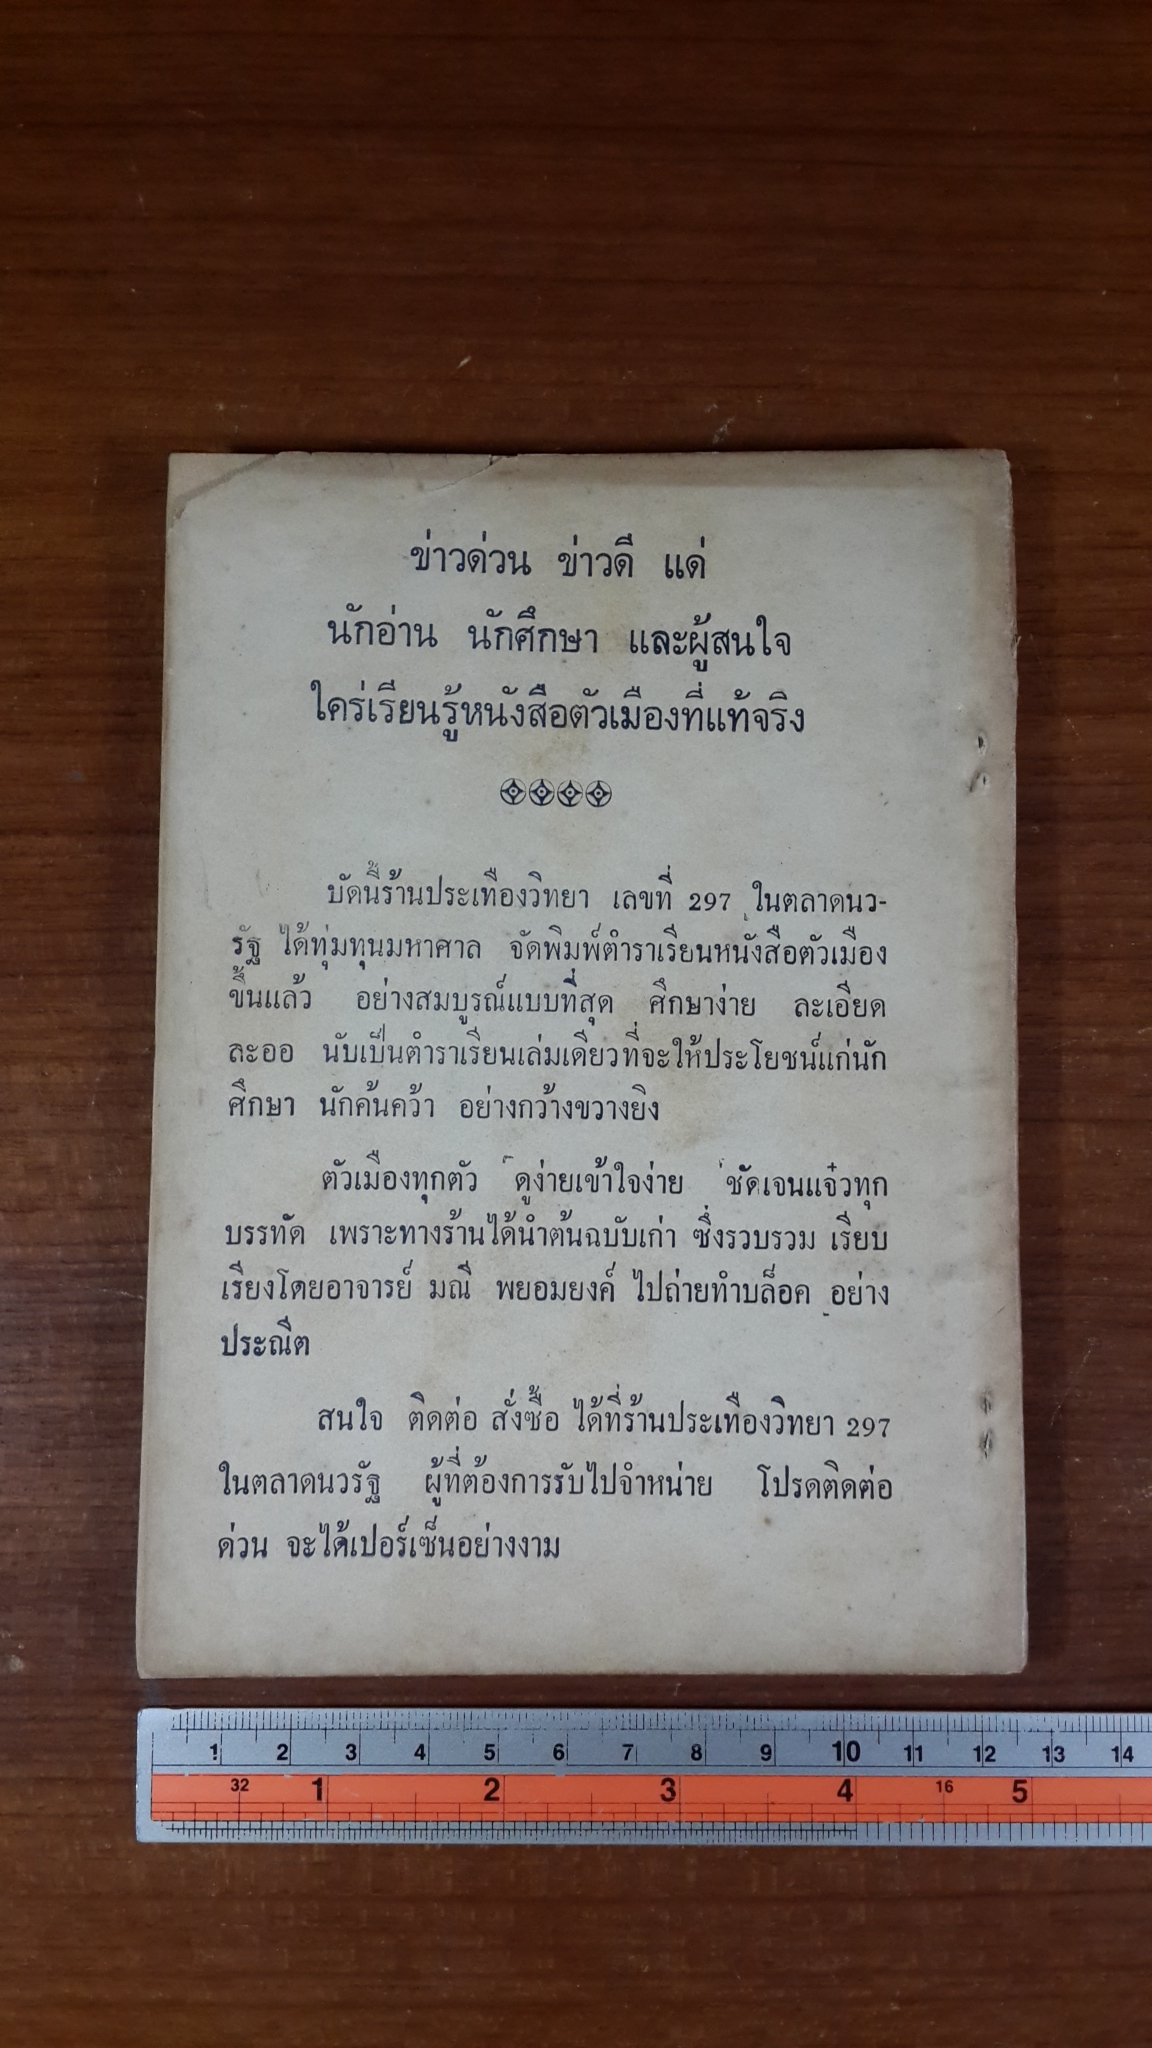 ข่าวด่วน ข่าวดี แด่
นักอ่าน นักศึกษา และผู้สนใจ
ใคร่เรียนรู้หนังสือตัวเมืองที่แท้จริง
บัดนี้ร้านประเทืองวิทยา เลขที่ 297 ในตลาดนว-
รัฐ ได้ทุ่มทุนมหาศาล จัดพิมพ์ตำราเรียนหนังสือตัวเมือง
ขึ้นแล้ว อย่างสมบูรณ์แบบที่สุด ศึกษาง่าย ละเอียด
ละออ นับเป็นตำราเรียนเล่มเดียวที่จะให้ประโยชน์แก่นัก
ศึกษา นักค้นคว้า อย่างกว้างขวางยิง
ตัวเมืองทุกตัว ดูง่ายเข้าใจง่าย ชัดเจนแจ๋วทุก
บรรทัด เพราะทางร้านได้นำต้นฉบับเก่า ซึ่งรวบรวม เรียบ
เรียงโดยอาจารย์ มณี พยอมยงค์ ไปถ่ายทำบล็อค อย่าง
ประณีต
สนใจ ติดต่อ สั่งซื้อ ได้ที่ร้านประเทืองวิทยา 297
ในตลาดนวรัฐ ผู้ที่ต้องการรับไปจำหน่าย โปรดติดต่อ
ด่วน จะได้เปอร์เซ็นอย่างงาม
1 2 3 4 5 6 7 8 9 10 11 12 13 14
32 1 2 3 4 16 5